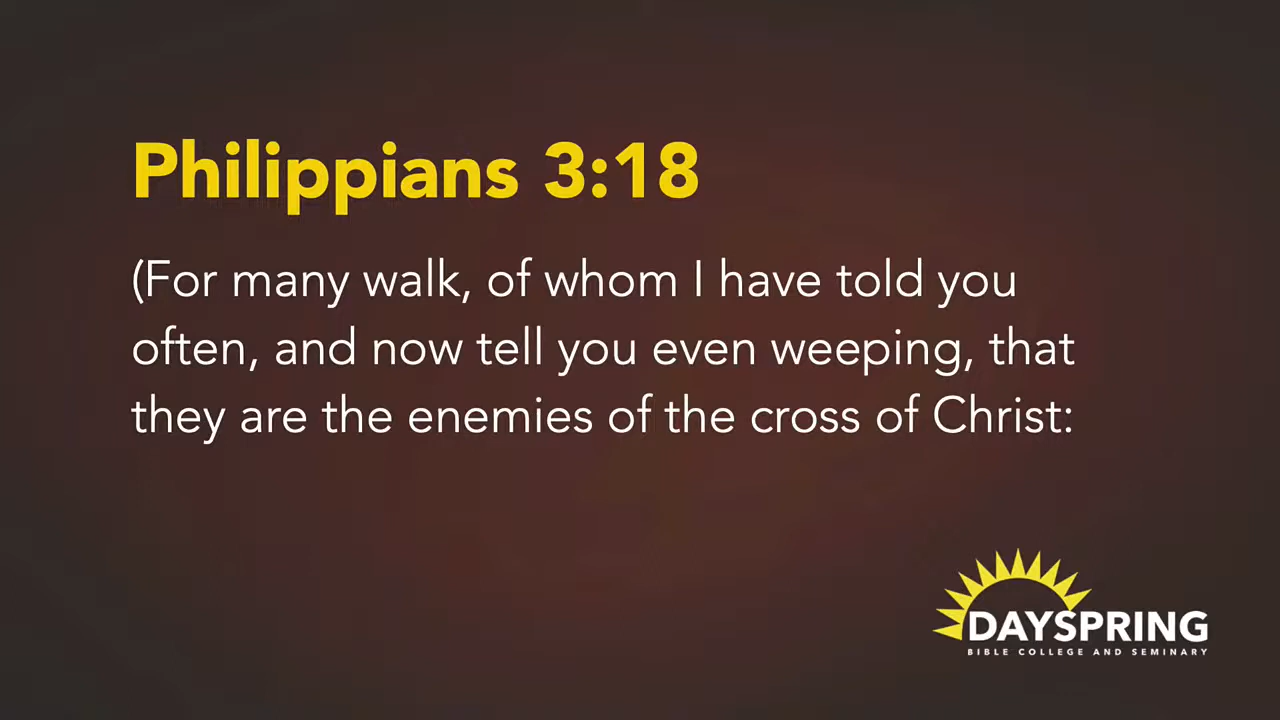 Philippians 3:18
(For many walk, of whom I have told you
often, and now tell you even weeping, that
they are the enemies of the cross of Christ:
DAYSPRING
BIBLE COLLEGE AND SEMINARY